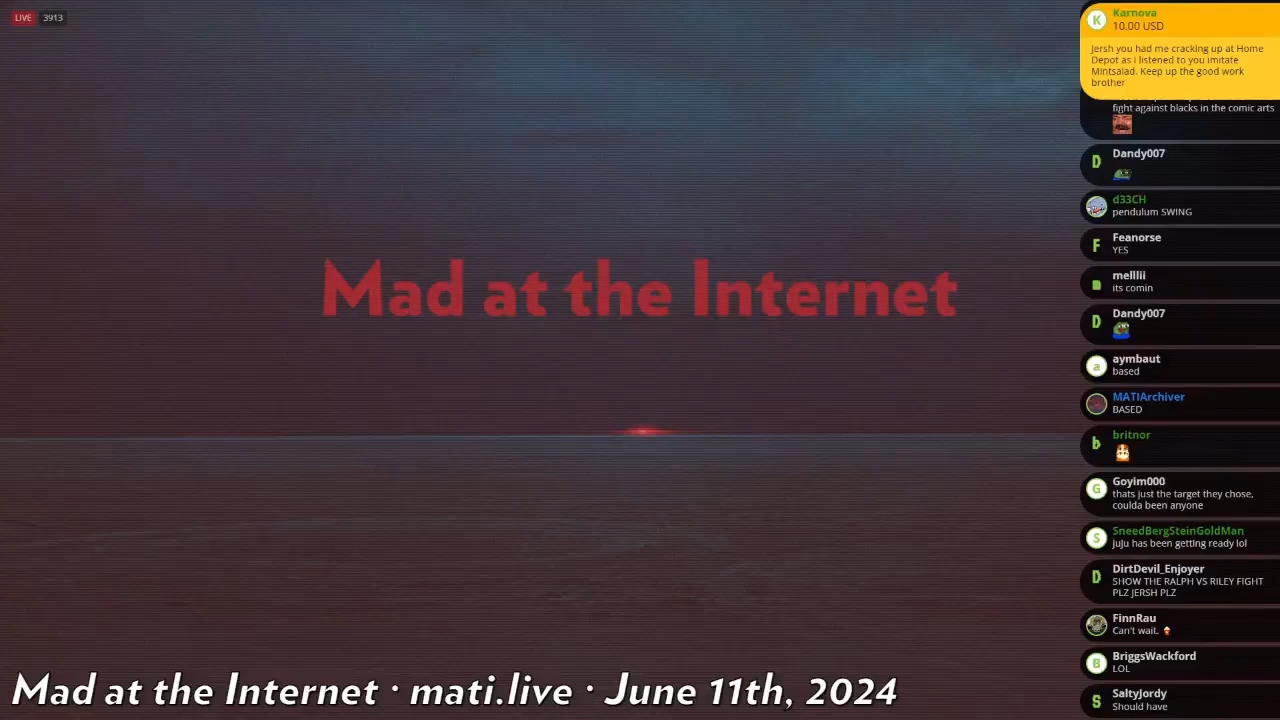 LIVE 3913
Karnova
10.00 USD
Jersh you had me cracking up at Home
Depot as i listened to you imitate
Mintsalad. Keep up the good work
brother
fight against blacks in the comic arts
Dandy007
d33CH
pendulum SWING
Feanorse
YES
melllii
its comin
Dandy007
aymbaut
based
MATIArchiver
BASED
britnor
Goyim000
thats just the target they chose,
coulda been anyone
SneedBergSteinGoldMan
juju has been getting ready lol
DirtDevil_Enjoyer
SHOW THE RALPH VS RILEY FIGHT
PLZ JERSH PLZ
FinnRau
Can't wait.
BriggsWackford
LOL
SaltyJordy
Should have
Mad at the Internet
Mad at the Internet · mati.live · June 11th, 2024